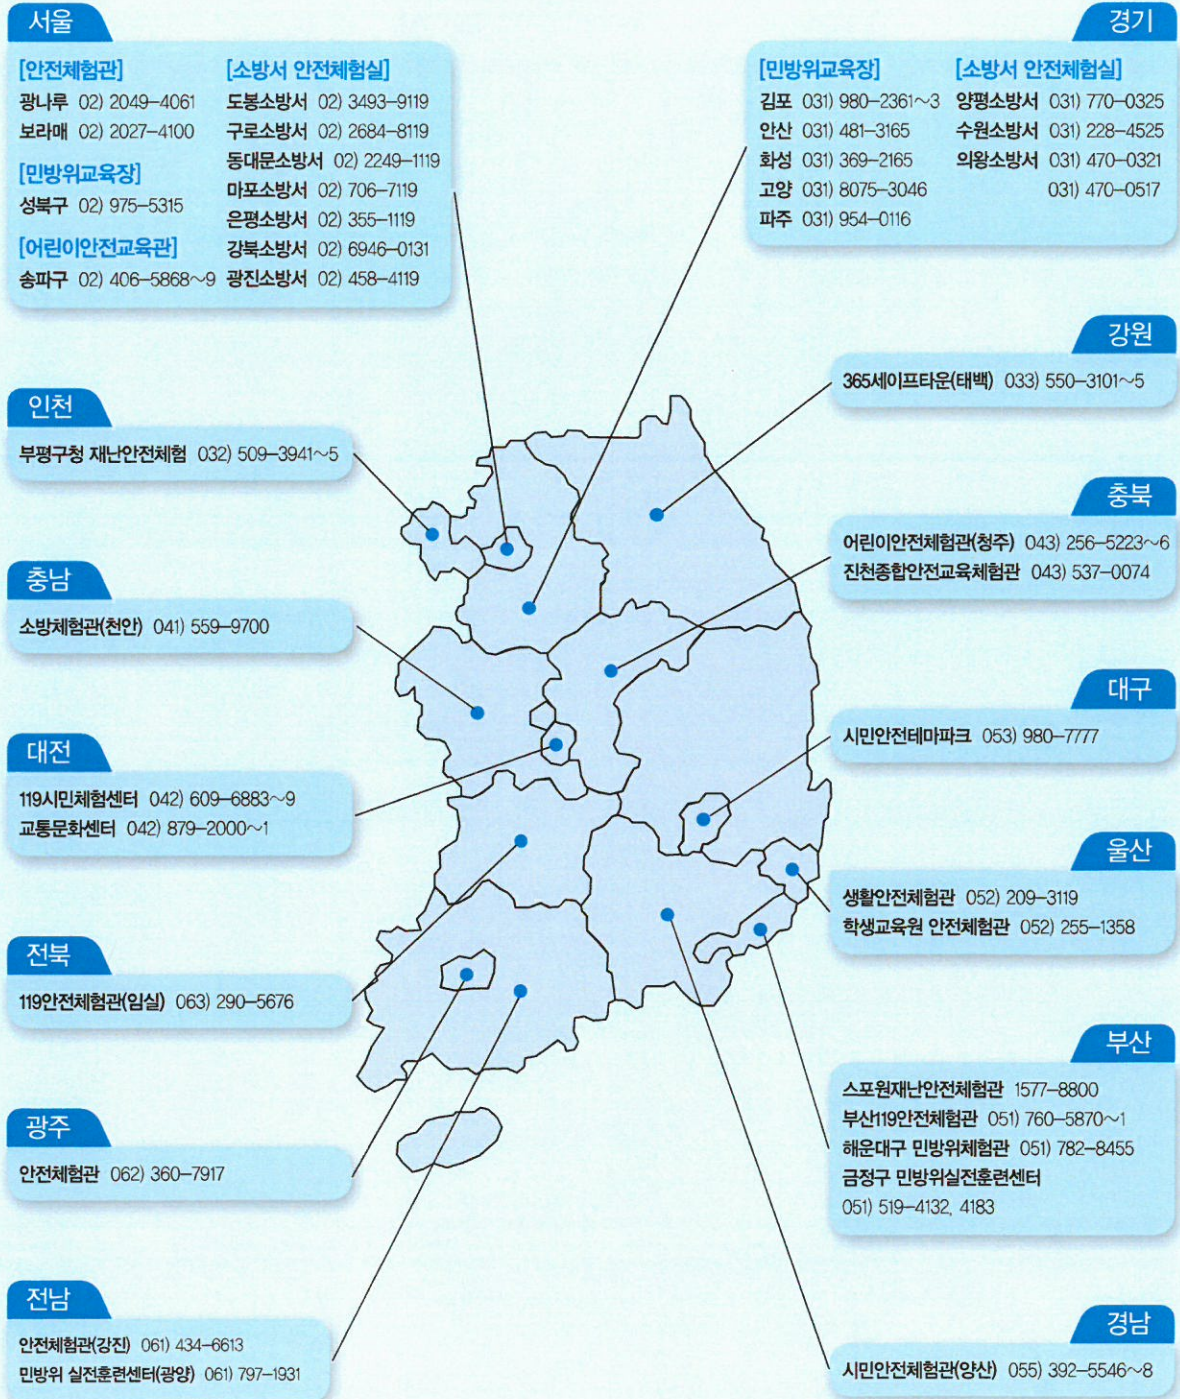 서울
[안전체험관]
광나루 02) 2049-4061
보라매 02) 2027-4100
[민방위교육장]
성북구 02) 975-5315
[어린이안전교육관]
송파구 02) 406-5868~9
[소방서 안전체험실]
도봉소방서 02) 3493-9119
구로소방서 02) 2684-8119
동대문소방서 02) 2249-1119
마포소방서 02) 706-7119
은평소방서 02) 355-1119
강북소방서 02) 6946-0131
광진소방서 02) 458-4119
경기
[민방위교육장]
김포 031) 980-2361~3
안산 031) 481-3165
화성 031) 369-2165
고양 031) 8075-3046
파주 031) 954-0116
[소방서 안전체험실]
양평소방서 031) 770-0325
수원소방서 031) 228-4525
의왕소방서 031) 470-0321
031) 470-0517
강원
365세이프타운(태백) 033) 550-3101~5
인천
부평구청 재난안전체험 032) 509-3941~5
충북
어린이안전체험관(청주) 043) 256-5223~6
진천종합안전교육체험관 043) 537-0074
충남
소방체험관(천안) 041) 559-9700
대구
시민안전테마파크 053) 980-7777
대전
119시민체험센터 042) 609-6883~9
교통문화센터 042) 879-2000~1
울산
생활안전체험관 052) 209-3119
학생교육원 안전체험관 052) 255-1358
전북
119안전체험관(임실) 063) 290-5676
부산
스포원재난안전체험관 1577-8800
부산119안전체험관 051) 760-5870~1
해운대구 민방위체험관 051) 782-8455
금정구 민방위실전훈련센터
051) 519-4132, 4183
광주
안전체험관 062) 360-7917
전남
안전체험관(강진) 061) 434-6613
민방위 실전훈련센터(광양) 061) 797-1931
경남
시민안전체험관(양산) 055) 392-5546~8